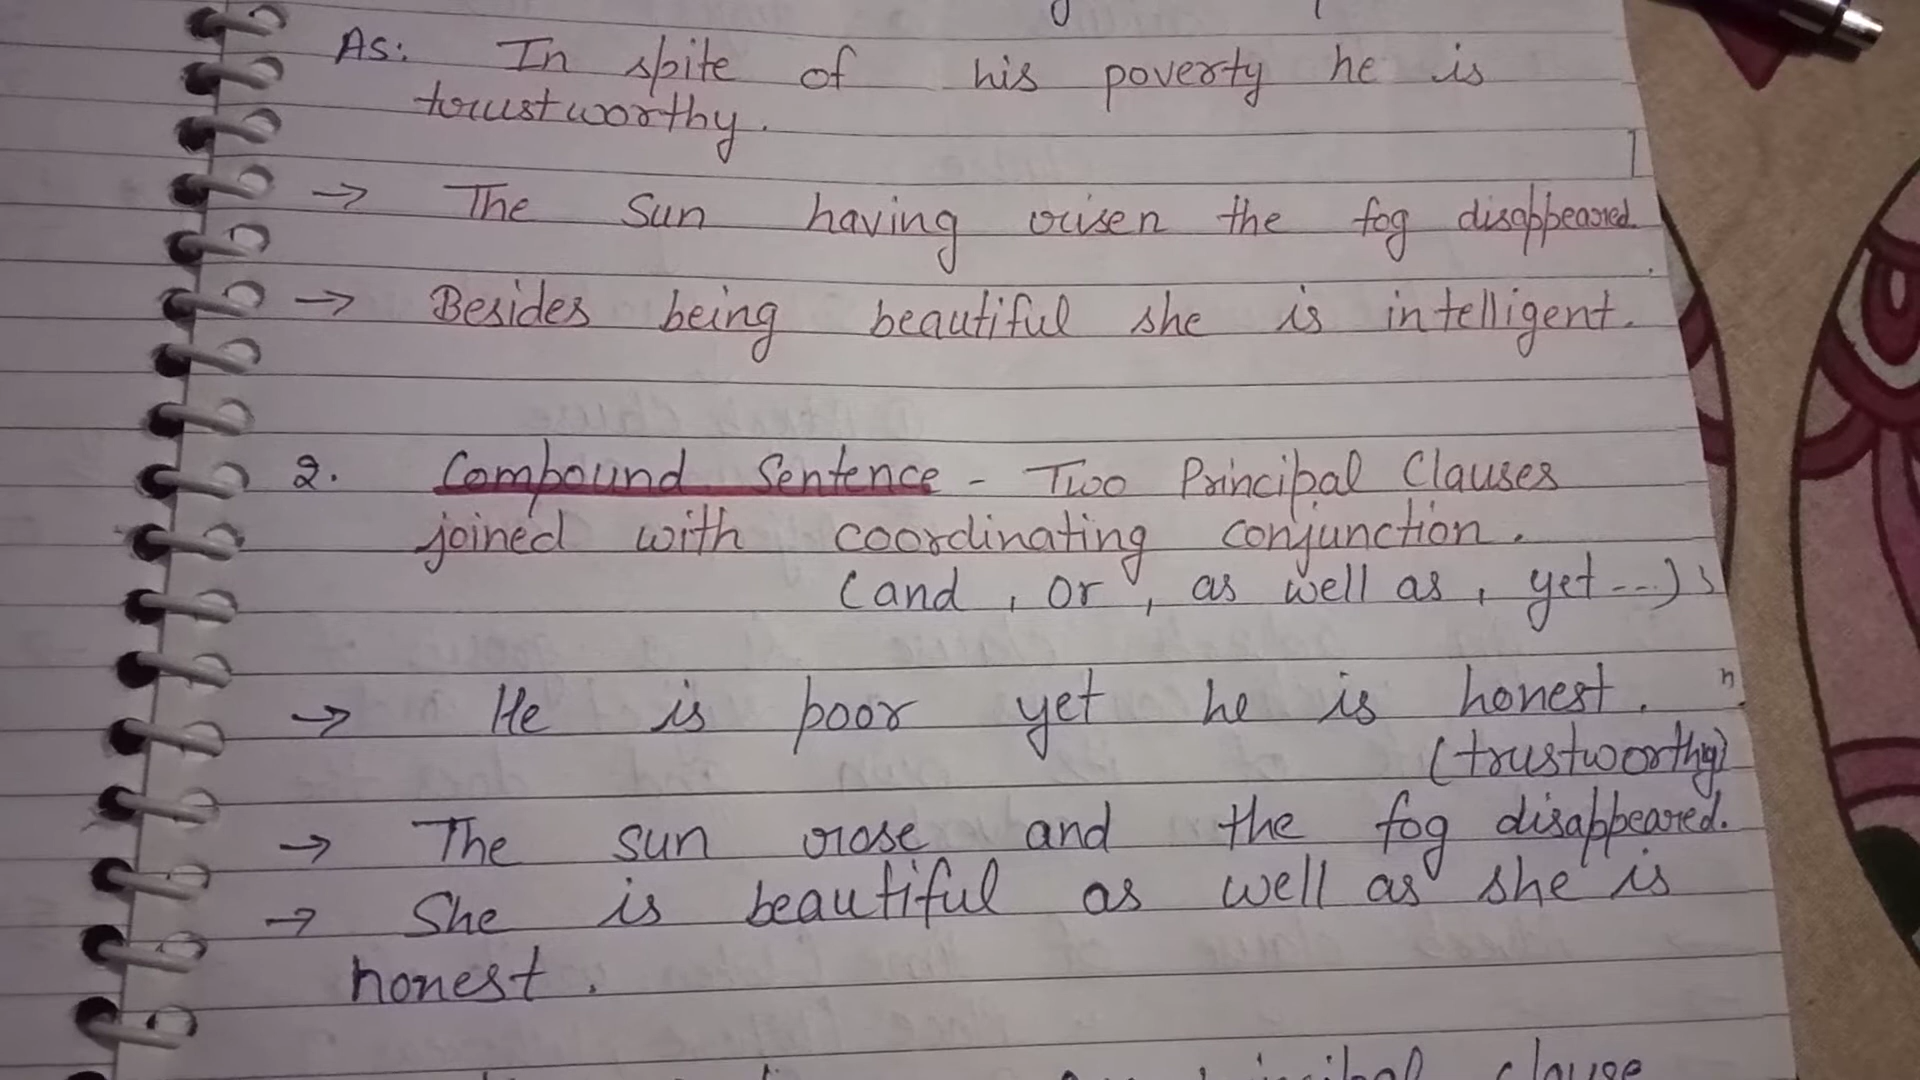 As: In spite of his poverty he is
trustworthy.
→ The Sun having risen the fog disappeared.
→ Besides being beautiful she is intelligent.
2. Compound Sentence - Two Principal Clauses
joined with coordinating conjunction.
(and, or, as well as, yet ---)
→ He is poor yet he is honest.
(trustworthy)
→ The sun rose and the fog disappeared.
→ She is beautiful as well as she is
honest.
clause